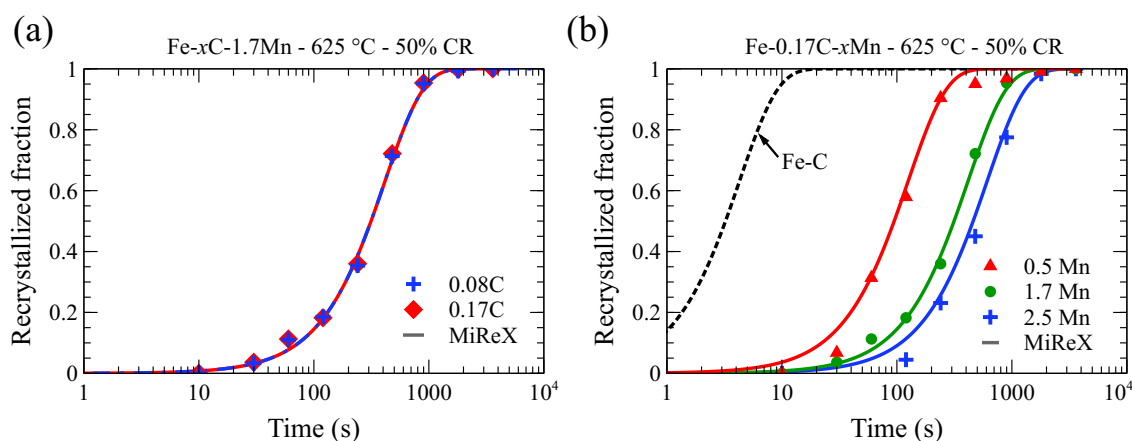 (a)
Fe-xC-1.7Mn - 625 °C - 50% CR
1
0.8
0.6
0.4
0.2
0
Recrystallized fraction
0.08C
0.17C
MiReX
1
10
100
1000
10^4
Time (s)
(b)
Fe-0.17C-xMn - 625 °C - 50% CR
1
0.8
0.6
0.4
0.2
0
Recrystallized fraction
Fe-C
0.5 Mn
1.7 Mn
2.5 Mn
MiReX
1
10
100
1000
10^4
Time (s)